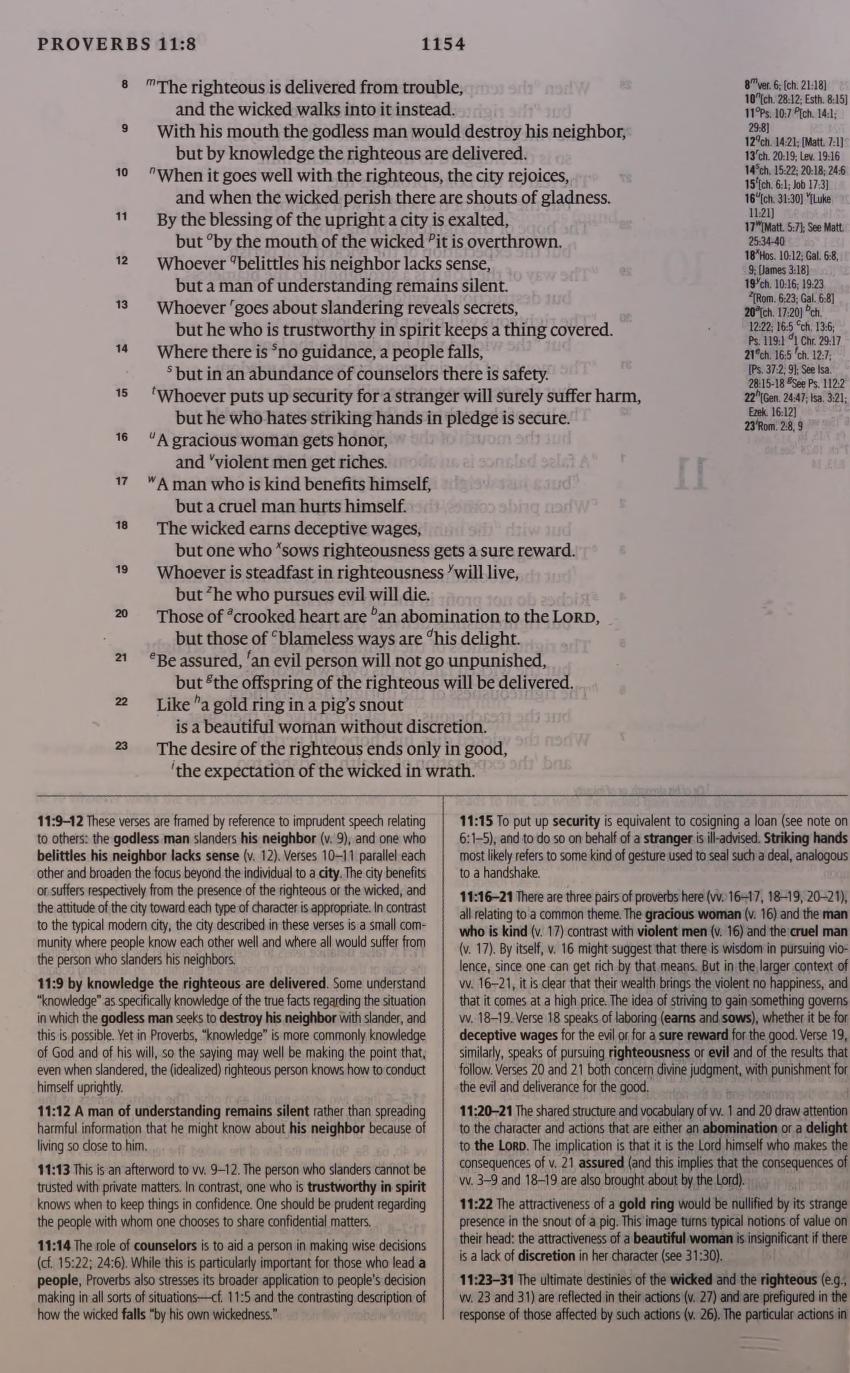 PROVERBS 11:8
1154
8 mThe righteous is delivered from trouble,
and the wicked walks into it instead.
9 With his mouth the godless man would destroy his neighbor,
but by knowledge the righteous are delivered.
10 nWhen it goes well with the righteous, the city rejoices,
and when the wicked perish there are shouts of gladness.
11 By the blessing of the upright a city is exalted,
but oby the mouth of the wicked pit is overthrown.
12 Whoever qbelittles his neighbor lacks sense,
but a man of understanding remains silent.
13 Whoever rgoes about slandering reveals secrets,
but he who is trustworthy in spirit keeps a thing covered.
14 Where there is sno guidance, a people falls,
sbut in an abundance of counselors there is safety.
15 tWhoever puts up security for a stranger will surely suffer harm,
but he who hates striking hands in pledge is secure.
16 uA gracious woman gets honor,
and vviolent men get riches.
17 wA man who is kind benefits himself,
but a cruel man hurts himself.
18 The wicked earns deceptive wages,
but one who xsows righteousness gets a sure reward.
19 Whoever is steadfast in righteousness ywill live,
but zhe who pursues evil will die.
20 Those of acrooked heart are ban abomination to the LORD,
but those of cblameless ways are dhis delight.
21 eBe assured, fan evil person will not go unpunished,
but gthe offspring of the righteous will be delivered.
22 Like ha gold ring in a pig's snout
is a beautiful woman without discretion.
23 The desire of the righteous ends only in good,
ithe expectation of the wicked in wrath.
8mver. 6; [ch. 21:18]
10n[ch. 28:12; Esth. 8:15]
11oPs. 10:7 p[ch. 14:1;
29:8]
12qch. 14:21; [Matt. 7:1]
13rch. 20:19; Lev. 19:16
14sch. 15:22; 20:18; 24:6
15t[ch. 6:1; Job 17:3]
16u[ch. 31:30] v[Luke
11:21]
17w[Matt. 5:7]; See Matt.
25:34-40
18xHos. 10:12; Gal. 6:8,
9; [James 3:18]
19ych. 10:16; 19:23
z[Rom. 6:23; Gal. 6:8]
20a[ch. 17:20] bch.
12:22; 16:5 cch. 13:6;
Ps. 119:1 d1 Chr. 29:17
21ech. 16:5 fch. 12:7;
[Ps. 37:2, 9]; See Isa.
28:15-18 gSee Ps. 112:2
22h[Gen. 24:47; Isa. 3:21;
Ezek. 16:12]
23iRom. 2:8, 9
11:9–12 These verses are framed by reference to imprudent speech relating
to others: the godless man slanders his neighbor (v. 9), and one who
belittles his neighbor lacks sense (v. 12). Verses 10–11 parallel each
other and broaden the focus beyond the individual to a city. The city benefits
or suffers respectively from the presence of the righteous or the wicked, and
the attitude of the city toward each type of character is appropriate. In contrast
to the typical modern city, the city described in these verses is a small com-
munity where people know each other well and where all would suffer from
the person who slanders his neighbors.
11:9 by knowledge the righteous are delivered. Some understand
"knowledge" as specifically knowledge of the true facts regarding the situation
in which the godless man seeks to destroy his neighbor with slander, and
this is possible. Yet in Proverbs, "knowledge" is more commonly knowledge
of God and of his will, so the saying may well be making the point that,
even when slandered, the (idealized) righteous person knows how to conduct
himself uprightly.
11:12 A man of understanding remains silent rather than spreading
harmful information that he might know about his neighbor because of
living so close to him.
11:13 This is an afterword to vv. 9–12. The person who slanders cannot be
trusted with private matters. In contrast, one who is trustworthy in spirit
knows when to keep things in confidence. One should be prudent regarding
the people with whom one chooses to share confidential matters.
11:14 The role of counselors is to aid a person in making wise decisions
(cf. 15:22; 24:6). While this is particularly important for those who lead a
people, Proverbs also stresses its broader application to people's decision
making in all sorts of situations—cf. 11:5 and the contrasting description of
how the wicked falls "by his own wickedness."
11:15 To put up security is equivalent to cosigning a loan (see note on
6:1–5), and to do so on behalf of a stranger is ill-advised. Striking hands
most likely refers to some kind of gesture used to seal such a deal, analogous
to a handshake.
11:16–21 There are three pairs of proverbs here (vv. 16–17, 18–19, 20–21),
all relating to a common theme. The gracious woman (v. 16) and the man
who is kind (v. 17) contrast with violent men (v. 16) and the cruel man
(v. 17). By itself, v. 16 might suggest that there is wisdom in pursuing vio-
lence, since one can get rich by that means. But in the larger context of
vv. 16–21, it is clear that their wealth brings the violent no happiness, and
that it comes at a high price. The idea of striving to gain something governs
vv. 18–19. Verse 18 speaks of laboring (earns and sows), whether it be for
deceptive wages for the evil or for a sure reward for the good. Verse 19,
similarly, speaks of pursuing righteousness or evil and of the results that
follow. Verses 20 and 21 both concern divine judgment, with punishment for
the evil and deliverance for the good.
11:20–21 The shared structure and vocabulary of vv. 1 and 20 draw attention
to the character and actions that are either an abomination or a delight
to the LORD. The implication is that it is the Lord himself who makes the
consequences of v. 21 assured (and this implies that the consequences of
vv. 3–9 and 18–19 are also brought about by the Lord).
11:22 The attractiveness of a gold ring would be nullified by its strange
presence in the snout of a pig. This image turns typical notions of value on
their head: the attractiveness of a beautiful woman is insignificant if there
is a lack of discretion in her character (see 31:30).
11:23–31 The ultimate destinies of the wicked and the righteous (e.g.,
vv. 23 and 31) are reflected in their actions (v. 27) and are prefigured in the
response of those affected by such actions (v. 26). The particular actions in